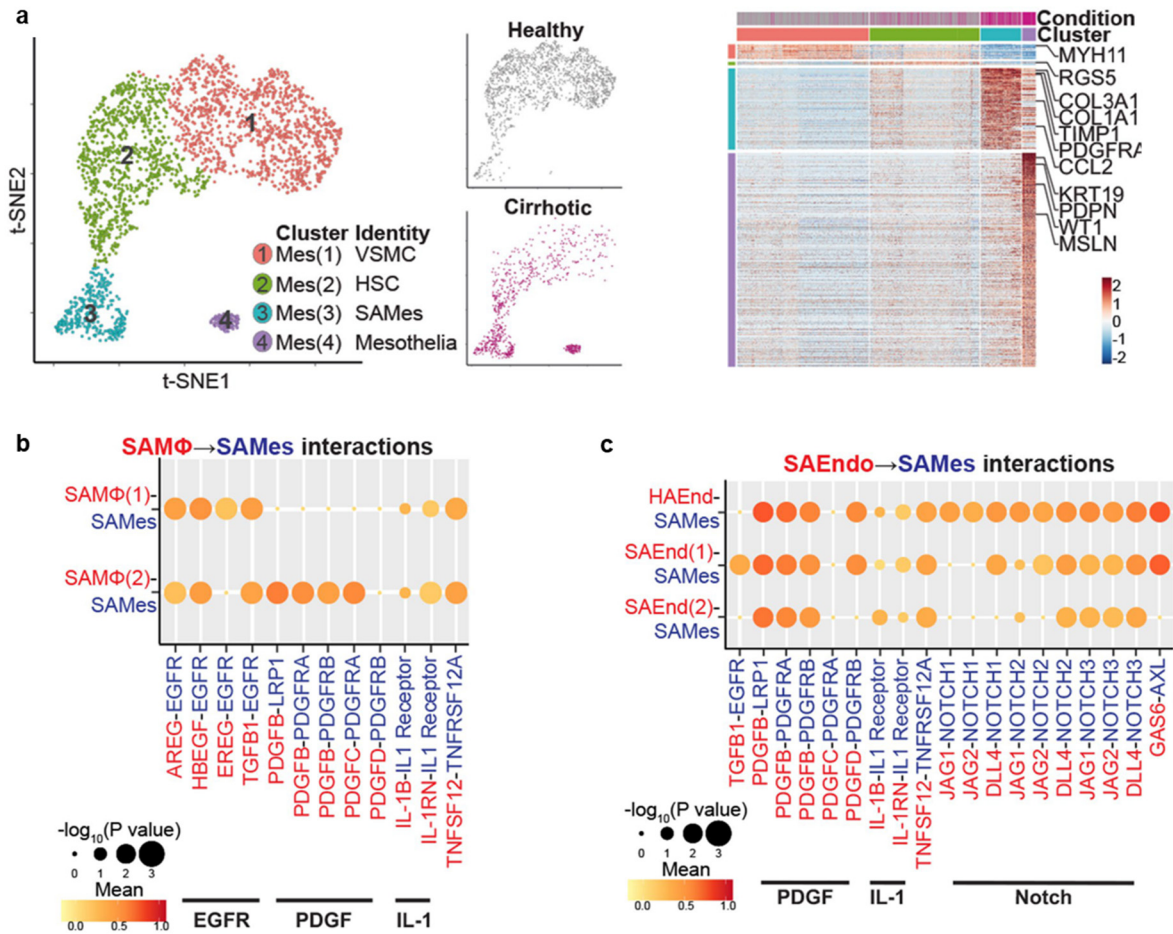 a
t-SNE2
t-SNE1
1
2
3
4
Cluster Identity
1 Mes(1) VSMC
2 Mes(2) HSC
3 Mes(3) SAMes
4 Mes(4) Mesothelia
Healthy
Cirrhotic
Condition
Cluster
MYH11
RGS5
COL3A1
COL1A1
TIMP1
PDGFRA
CCL2
KRT19
PDPN
WT1
MSLN
2
1
0
-1
-2
b
SAMΦ→SAMes interactions
SAMΦ(1)-
SAMes
SAMΦ(2)-
SAMes
AREG-EGFR
HBEGF-EGFR
EREG-EGFR
TGFB1-EGFR
PDGFB-LRP1
PDGFB-PDGFRA
PDGFB-PDGFRB
PDGFC-PDGFRA
PDGFD-PDGFRB
IL-1B-IL1 Receptor
IL-1RN-IL1 Receptor
TNFSF12-TNFRSF12A
-log10(P value)
0 1 2 3
Mean
0.0 1.0
EGFR
PDGF
IL-1
c
SAEndo→SAMes interactions
HAEnd-
SAMes
SAEnd(1)-
SAMes
SAEnd(2)-
SAMes
TGFB1-EGFR
PDGFB-LRP1
PDGFB-PDGFRA
PDGFB-PDGFRB
PDGFC-PDGFRA
PDGFD-PDGFRB
IL-1B-IL1 Receptor
IL-1RN-IL1 Receptor
TNFSF12-TNFRSF12A
JAG1-NOTCH1
JAG2-NOTCH1
DLL4-NOTCH1
JAG1-NOTCH2
JAG2-NOTCH2
DLL4-NOTCH2
JAG1-NOTCH3
JAG2-NOTCH3
DLL4-NOTCH3
GAS6-AXL
-log10(P value)
0 1 2 3
Mean
0.0 1.0
PDGF
IL-1
Notch